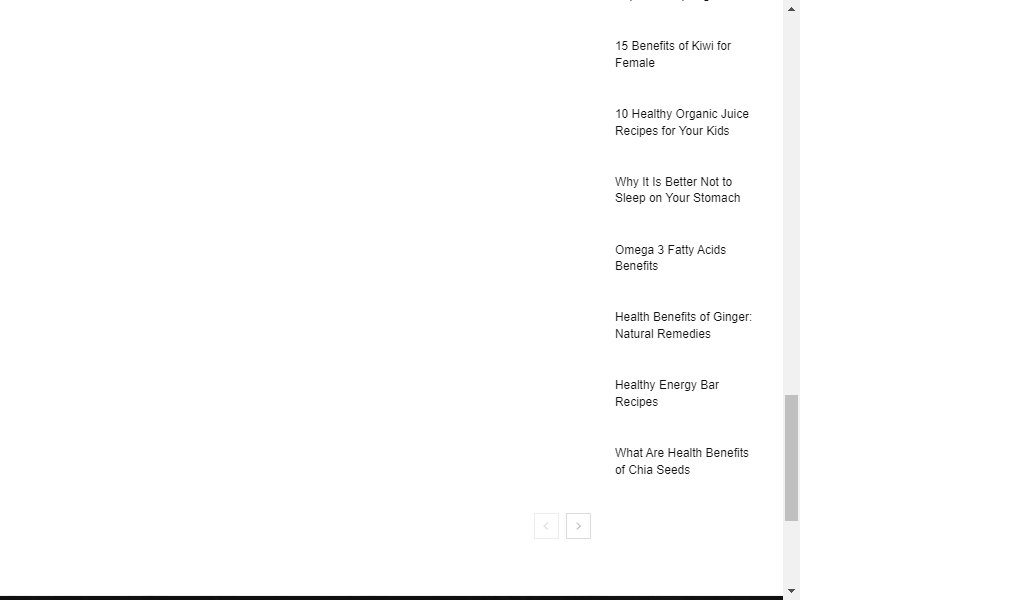 15 Benefits of Kiwi for
Female
10 Healthy Organic Juice
Recipes for Your Kids
Why It Is Better Not to
Sleep on Your Stomach
Omega 3 Fatty Acids
Benefits
Health Benefits of Ginger:
Natural Remedies
Healthy Energy Bar
Recipes
What Are Health Benefits
of Chia Seeds